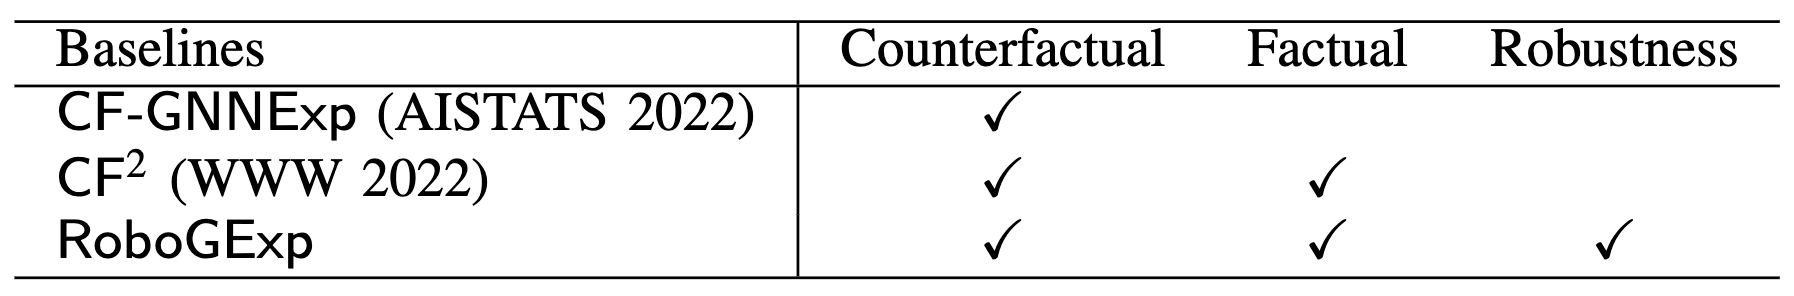 Baselines Counterfactual Factual Robustness
CF-GNNExp (AISTATS 2022) ✓
CF² (WWW 2022) ✓ ✓
RoboGExp ✓ ✓ ✓